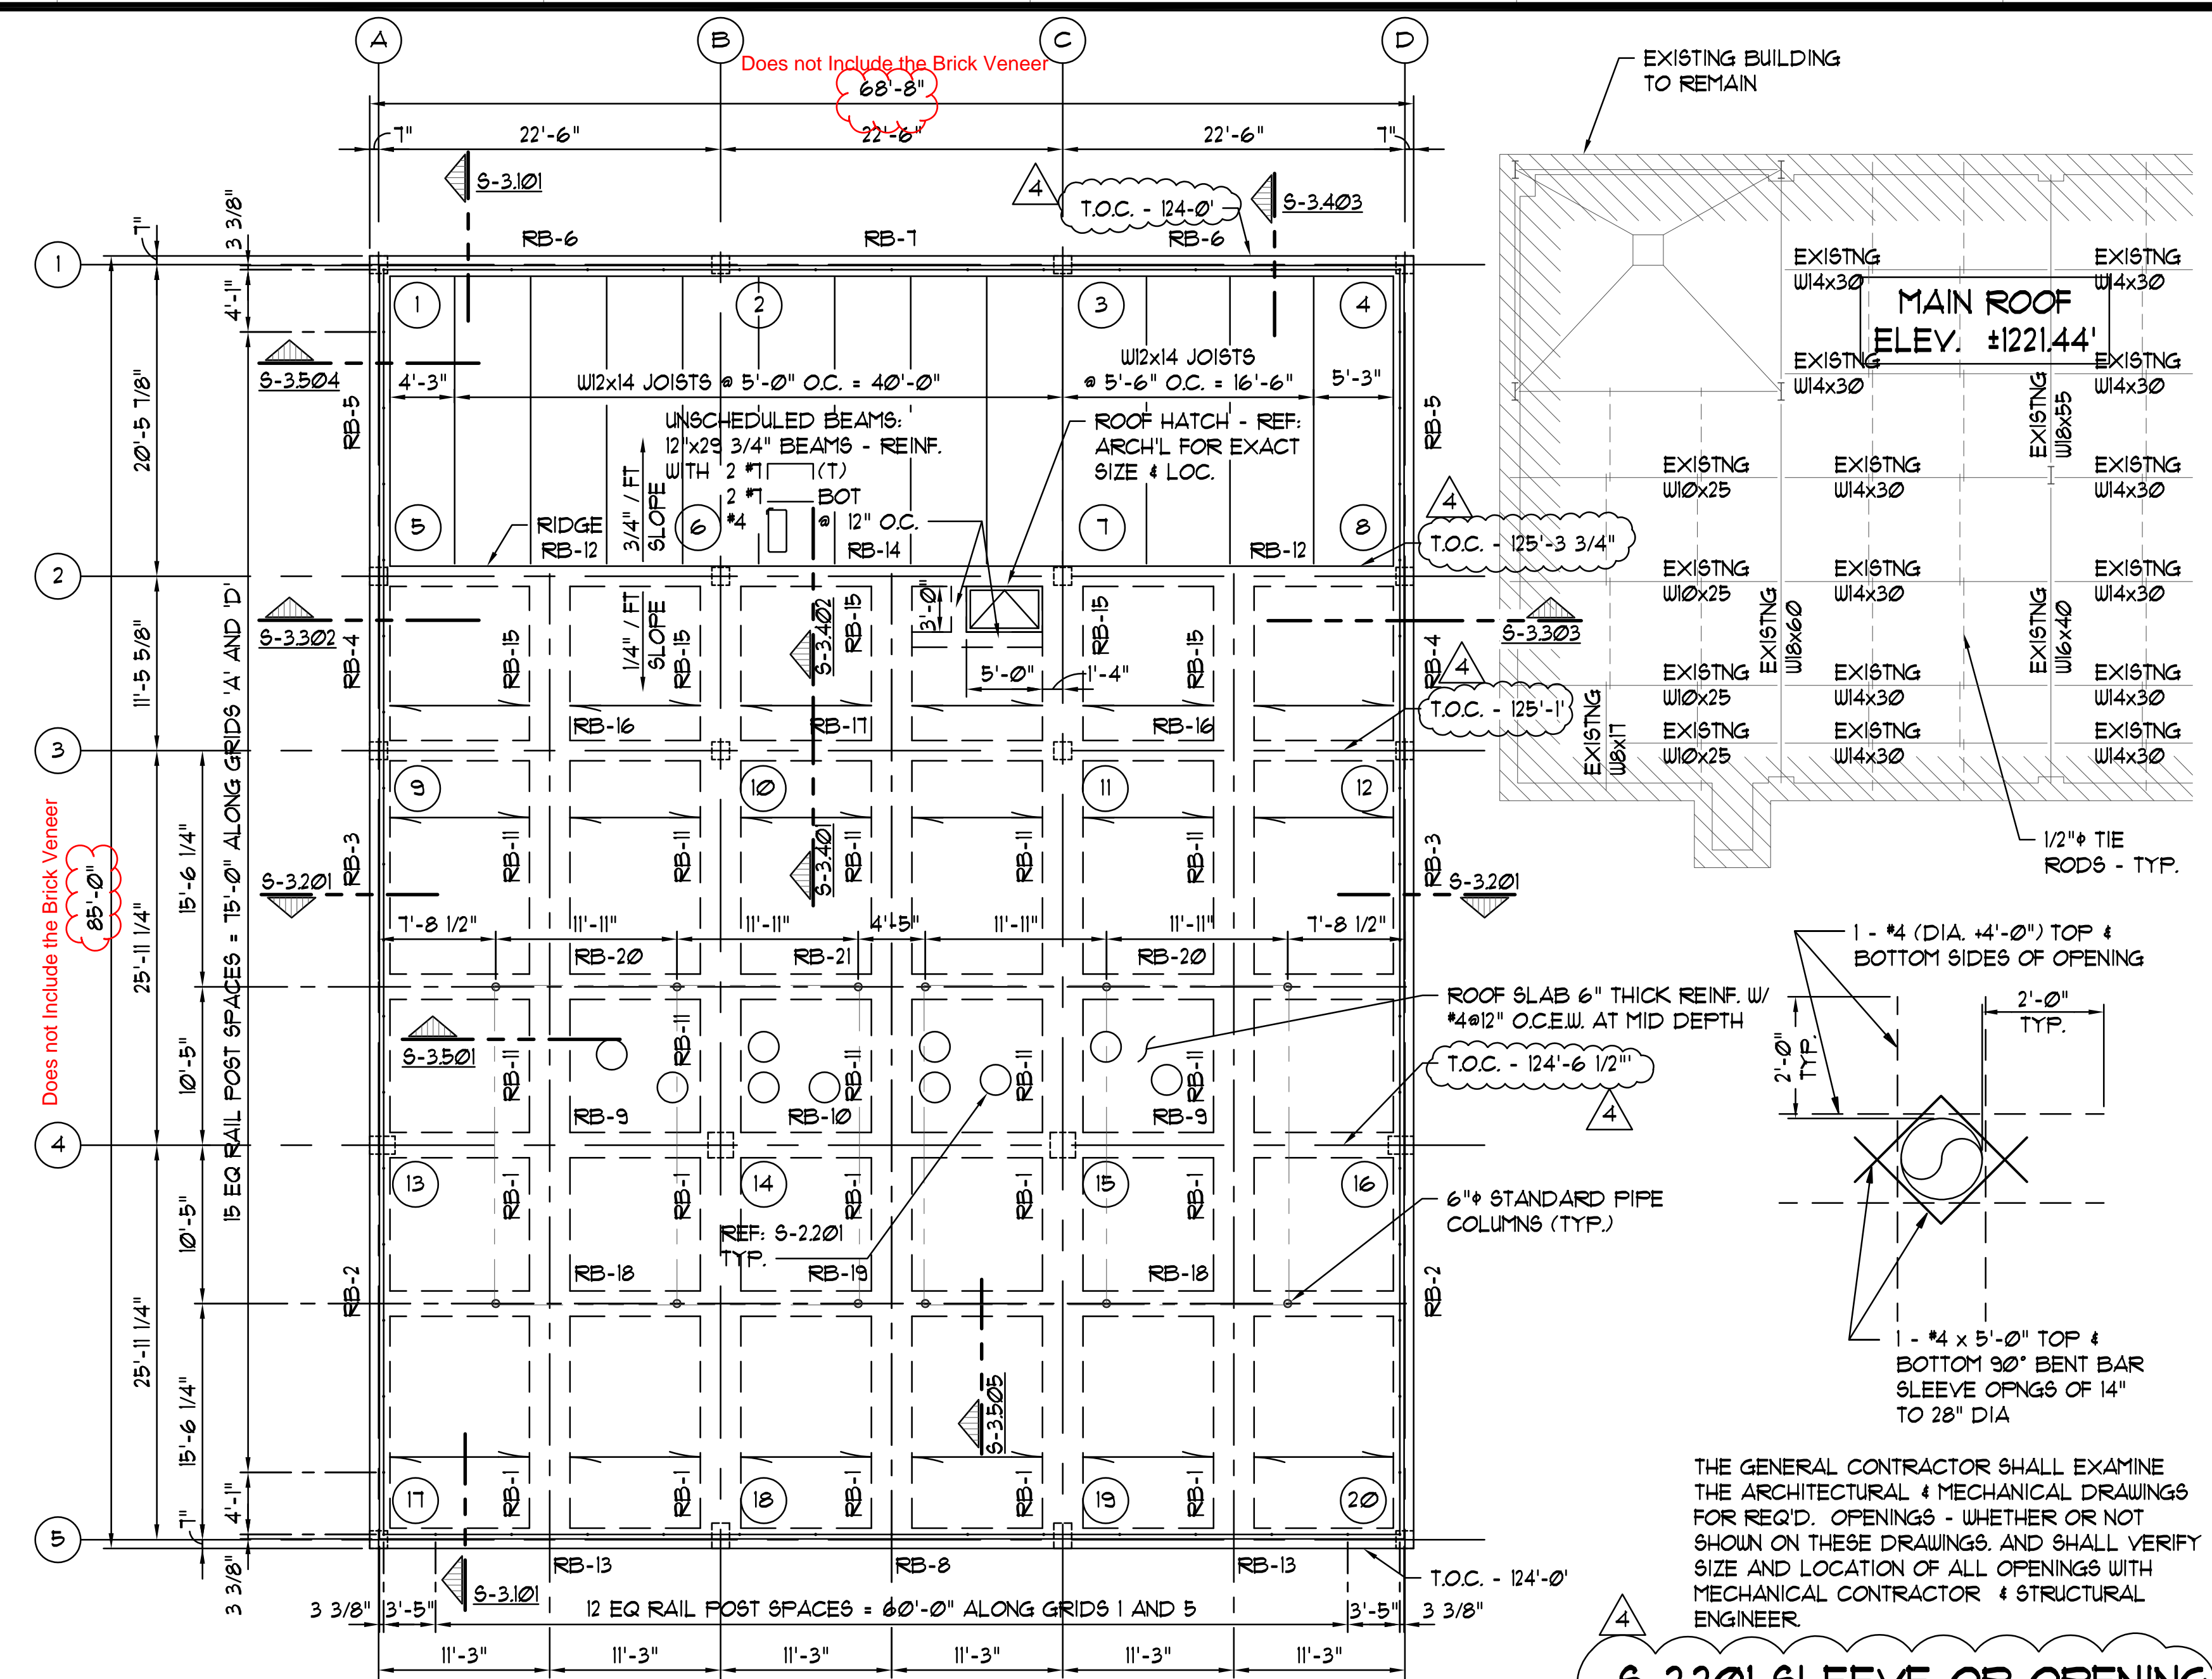 A
B
C
D
Does not Include the Brick Veneer
68'-8"
7"
22'-6"
22'-6"
22'-6"
7"
EXISTING BUILDING
TO REMAIN
S-3.101
4
T.O.C. - 124-0'
S-3.403
7"
3 3/8"
RB-6
RB-7
RB-6
1
4'-1"
1
2
3
4
S-3.504
4'-3"
W12x14 JOISTS @ 5'-0" O.C. = 40'-0"
W12x14 JOISTS
@ 5'-6" O.C. = 16'-6"
5'-3"
20'-5 7/8"
RB-5
RB-5
UNSCHEDULED BEAMS:
12"x29 3/4" BEAMS - REINF.
WITH 2 #7 (T)
2 #7 BOT
#4 @ 12" O.C.
ROOF HATCH - REF:
ARCH'L FOR EXACT
SIZE & LOC.
3/4" / FT
SLOPE
5
6
7
8
RIDGE
RB-12
RB-14
RB-12
4
T.O.C. - 125'-3 3/4"
2
S-3.302
11'-5 5/8"
RB-4
RB-15
1/4" / FT
SLOPE
RB-15
S-3.402
RB-15
3'-0"
RB-15
RB-15
5'-0"
1'-4"
S-3.303
RB-4
4
T.O.C. - 125'-1'
RB-16
RB-17
RB-16
3
15 EQ RAIL POST SPACES = 75'-0" ALONG GRIDS 'A' AND 'D'
9
10
11
12
Does not Include the Brick Veneer
85'-0"
25'-11 1/4"
15'-6 1/4"
RB-3
S-3.201
RB-11
RB-11
S-3.401
RB-11
RB-11
RB-11
RB-3
S-3.201
7'-8 1/2"
11'-11"
11'-11"
4'-5"
11'-11"
11'-11"
7'-8 1/2"
RB-20
RB-21
RB-20
10'-5"
S-3.501
RB-11
RB-11
RB-11
RB-11
RB-11
ROOF SLAB 6" THICK REINF. W/
#4@12" O.C.E.W. AT MID DEPTH
T.O.C. - 124'-6 1/2"'
4
RB-9
RB-10
RB-9
4
13
14
15
16
10'-5"
RB-1
RB-1
RB-1
RB-1
RB-1
REF: S-2.201
TYP.
6"ϕ STANDARD PIPE
COLUMNS (TYP.)
25'-11 1/4"
RB-2
RB-18
RB-19
RB-18
RB-2
15'-6 1/4"
S-3.505
RB-1
RB-1
RB-1
RB-1
RB-1
17
18
19
20
4'-1"
7"
5
3 3/8"
RB-13
RB-8
RB-13
T.O.C. - 124'-0'
S-3.101
3 3/8"
3'-5"
12 EQ RAIL POST SPACES = 60'-0" ALONG GRIDS 1 AND 5
3'-5"
3 3/8"
11'-3"
11'-3"
11'-3"
11'-3"
11'-3"
11'-3"
EXISTNG
W14x30
EXISTNG
W14x30
MAIN ROOF
ELEV. ±1221.44'
EXISTNG
W14x30
EXISTNG
W14x30
EXISTNG
W18x55
EXISTNG
W10x25
EXISTNG
W14x30
EXISTNG
W14x30
EXISTNG
W10x25
EXISTNG
W14x30
EXISTNG
W14x30
EXISTNG
W18x60
EXISTNG
W16x40
EXISTNG
W10x25
EXISTNG
W14x30
EXISTNG
W14x30
EXISTNG
W8x17
EXISTNG
W10x25
EXISTNG
W14x30
EXISTNG
W14x30
1/2"ϕ TIE
RODS - TYP.
1 - #4 (DIA. +4'-0") TOP &
BOTTOM SIDES OF OPENING
2'-0"
TYP.
2'-0"
TYP.
1 - #4 x 5'-0" TOP &
BOTTOM 90° BENT BAR
SLEEVE OPNGS OF 14"
TO 28" DIA
THE GENERAL CONTRACTOR SHALL EXAMINE
THE ARCHITECTURAL & MECHANICAL DRAWINGS
FOR REQ'D. OPENINGS - WHETHER OR NOT
SHOWN ON THESE DRAWINGS. AND SHALL VERIFY
SIZE AND LOCATION OF ALL OPENINGS WITH
MECHANICAL CONTRACTOR & STRUCTURAL
ENGINEER.
4
S-2.201 SLEEVE OR OPENING